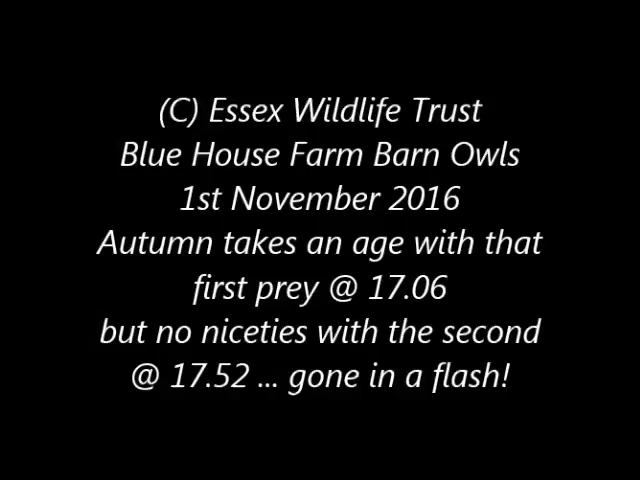 (C) Essex Wildlife Trust
Blue House Farm Barn Owls
1st November 2016
Autumn takes an age with that
first prey @ 17.06
but no niceties with the second
@ 17.52 ... gone in a flash!